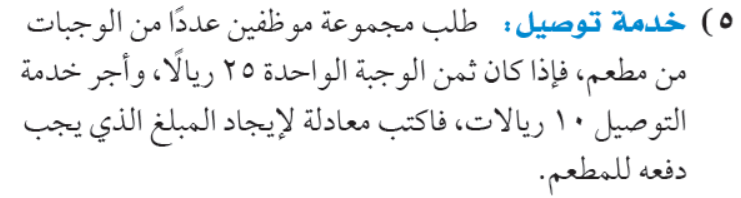 ٥) خدمة توصيل: طلب مجموعة موظفين عددًا من الوجبات
من مطعم، فإذا كان ثمن الوجبة الواحدة ٢٥ ريالًا، وأجر خدمة
التوصيل ١٠ ريالات، فاكتب معادلة لإيجاد المبلغ الذي يجب
دفعه للمطعم.